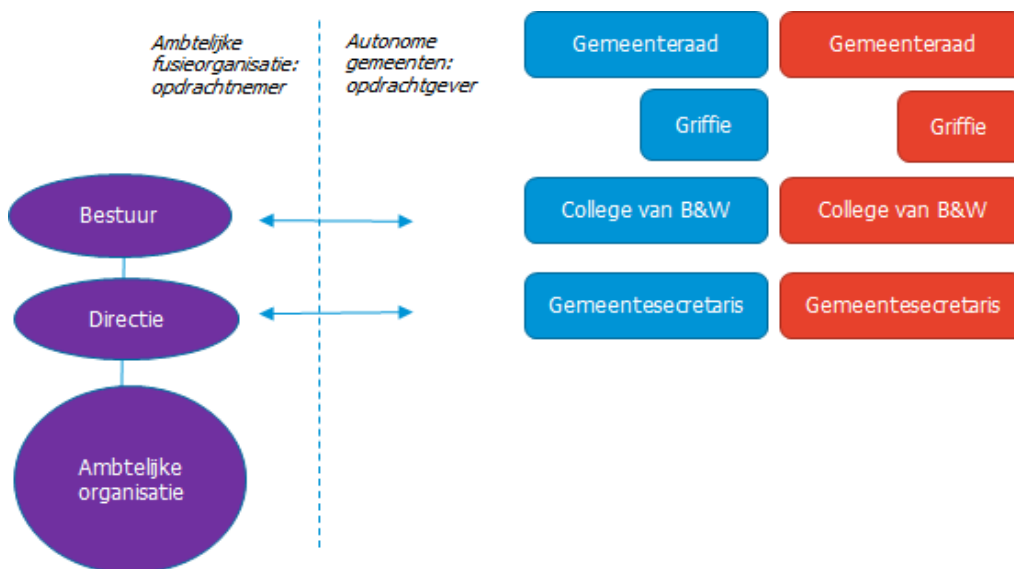 Ambtelijke
fusieorganisatie:
opdrachtnemer
Autonome
gemeenten:
opdrachtgever
Gemeenteraad
Gemeenteraad
Griffie
Griffie
Bestuur
College van B&W
College van B&W
Directie
Gemeentesecretaris
Gemeentesecretaris
Ambtelijke
organisatie